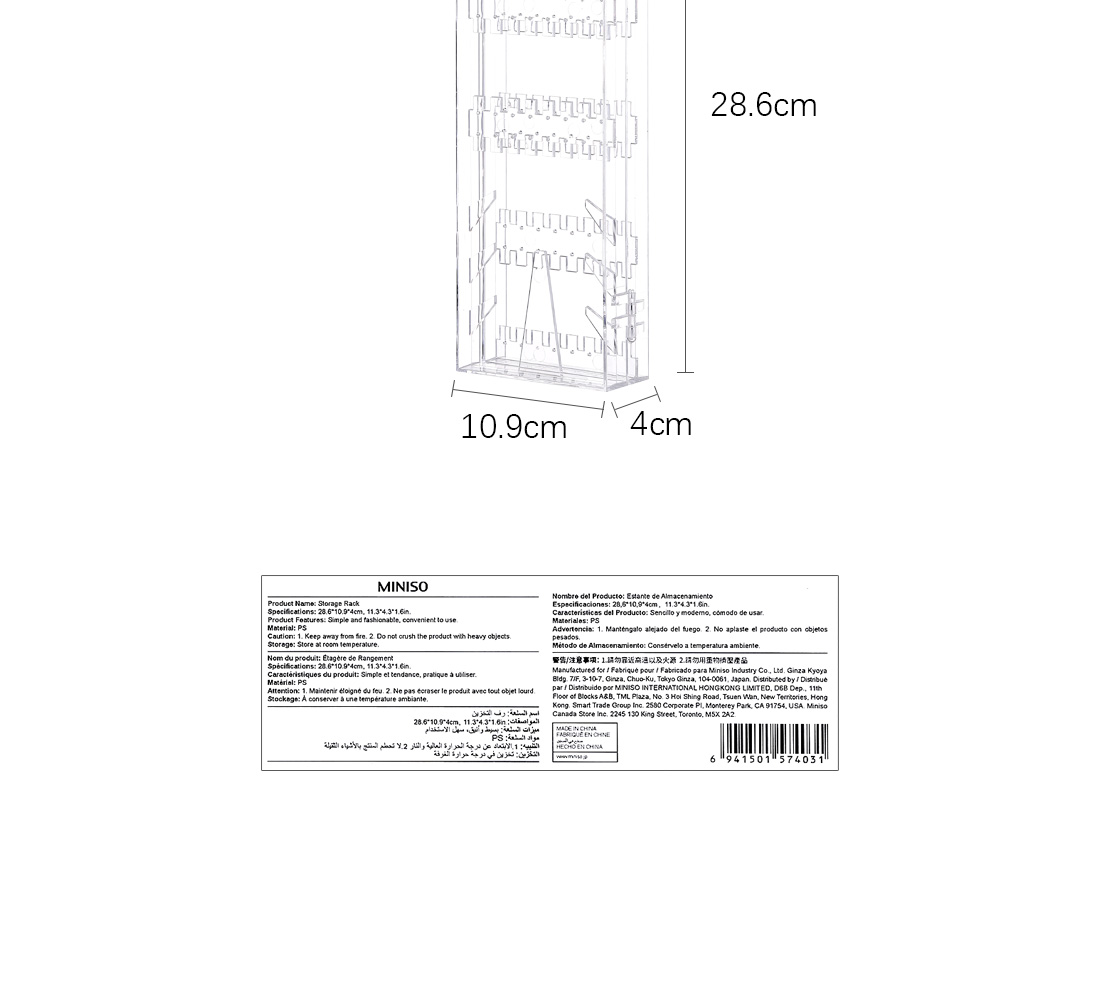 28.6cm
10.9cm
4cm
MINISO
Product Name: Storage Rack
Specifications: 28.6*10.9*4cm, 11.3*4.3*1.6in.
Product Features: Simple and fashionable, convenient to use.
Material: PS
Caution: 1. Keep away from fire. 2. Do not crush the product with heavy objects.
Storage: Store at room temperature.
Nom du produit: Étagère de Rangement
Spécifications: 28.6*10.9*4cm, 11.3*4.3*1.6in.
Caractéristiques du produit: Simple et tendance, pratique à utiliser.
Matériel: PS
Attention: 1. Maintenir éloigné du feu. 2. Ne pas écraser le produit avec tout objet lourd.
Stockage: À conserver à une température ambiante.
اسم السلعة: رف التخزين
المواصفات: 28.6*10.9*4cm, 11.3*4.3*1.6in
ميزات السلعة: بسيط وأنيق، سهل الاستخدام
مواد السلعة: PS
التنبيه: 1.الابتعاد عن درجة الحرارة العالية والنار 2.لا تحطم المنتج بالأشياء الثقيلة
التخزين: تخزين في درجة حرارة الغرفة
Nombre del Producto: Estante de Almacenamiento
Especificaciones: 28,6*10,9*4cm , 11.3*4.3*1.6in.
Características del Producto: Sencillo y moderno, cómodo de usar.
Materiales: PS
Advertencia: 1. Manténgalo alejado del fuego. 2. No aplaste el producto con objetos
pesados.
Método de Almacenamiento: Consérvelo a temperatura ambiente.
警告/注意事項: 1.請勿靠近高溫以及火源 2.請勿用重物擠壓產品
Manufactured for / Fabriqué pour / Fabricado para Miniso Industry Co., Ltd. Ginza Kyoya
Bldg. 7/F, 3-10-7, Ginza, Chuo-Ku, Tokyo Ginza, 104-0061, Japan. Distributed by / Distribué
par / Distribuido por MINISO INTERNATIONAL HONGKONG LIMITED, D6B Dep., 11th
Floor of Blocks A&B, TML Plaza, No. 3 Hoi Shing Road, Tsuen Wan, New Territories, Hong
Kong. Smart Trade Group Inc. 2580 Corporate Pl, Monterey Park, CA 91754, USA. Miniso
Canada Store Inc. 2245 130 King Street, Toronto, M5X 2A2.
MADE IN CHINA
FABRIQUÉ EN CHINE
صنع في الصين
HECHO EN CHINA
www.miniso.jp
6 941501 574031